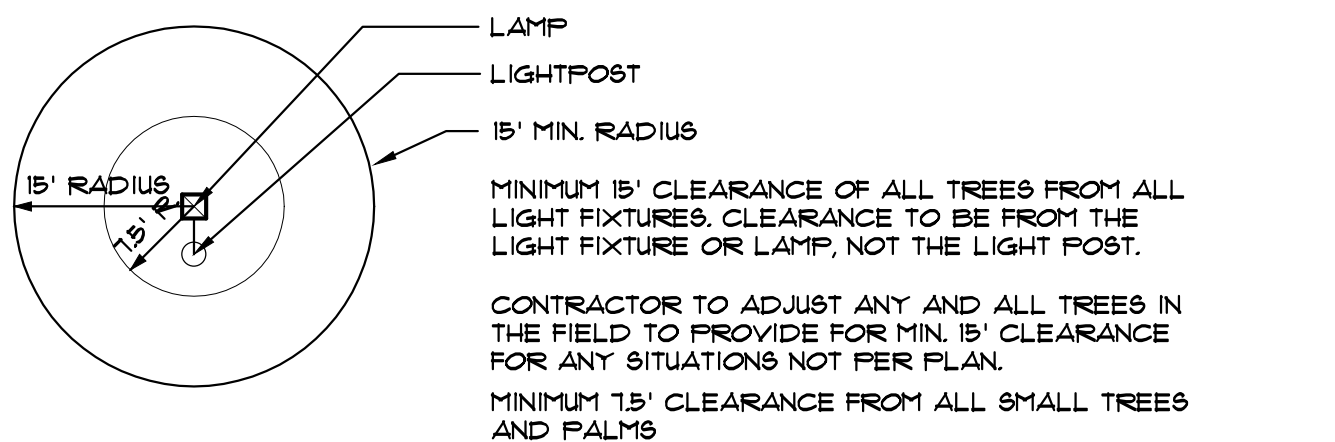 LAMP
LIGHTPOST
15' MIN. RADIUS
15' RADIUS
7.5' R.
MINIMUM 15' CLEARANCE OF ALL TREES FROM ALL
LIGHT FIXTURES. CLEARANCE TO BE FROM THE
LIGHT FIXTURE OR LAMP, NOT THE LIGHT POST.
CONTRACTOR TO ADJUST ANY AND ALL TREES IN
THE FIELD TO PROVIDE FOR MIN. 15' CLEARANCE
FOR ANY SITUATIONS NOT PER PLAN.
MINIMUM 7.5' CLEARANCE FROM ALL SMALL TREES
AND PALMS